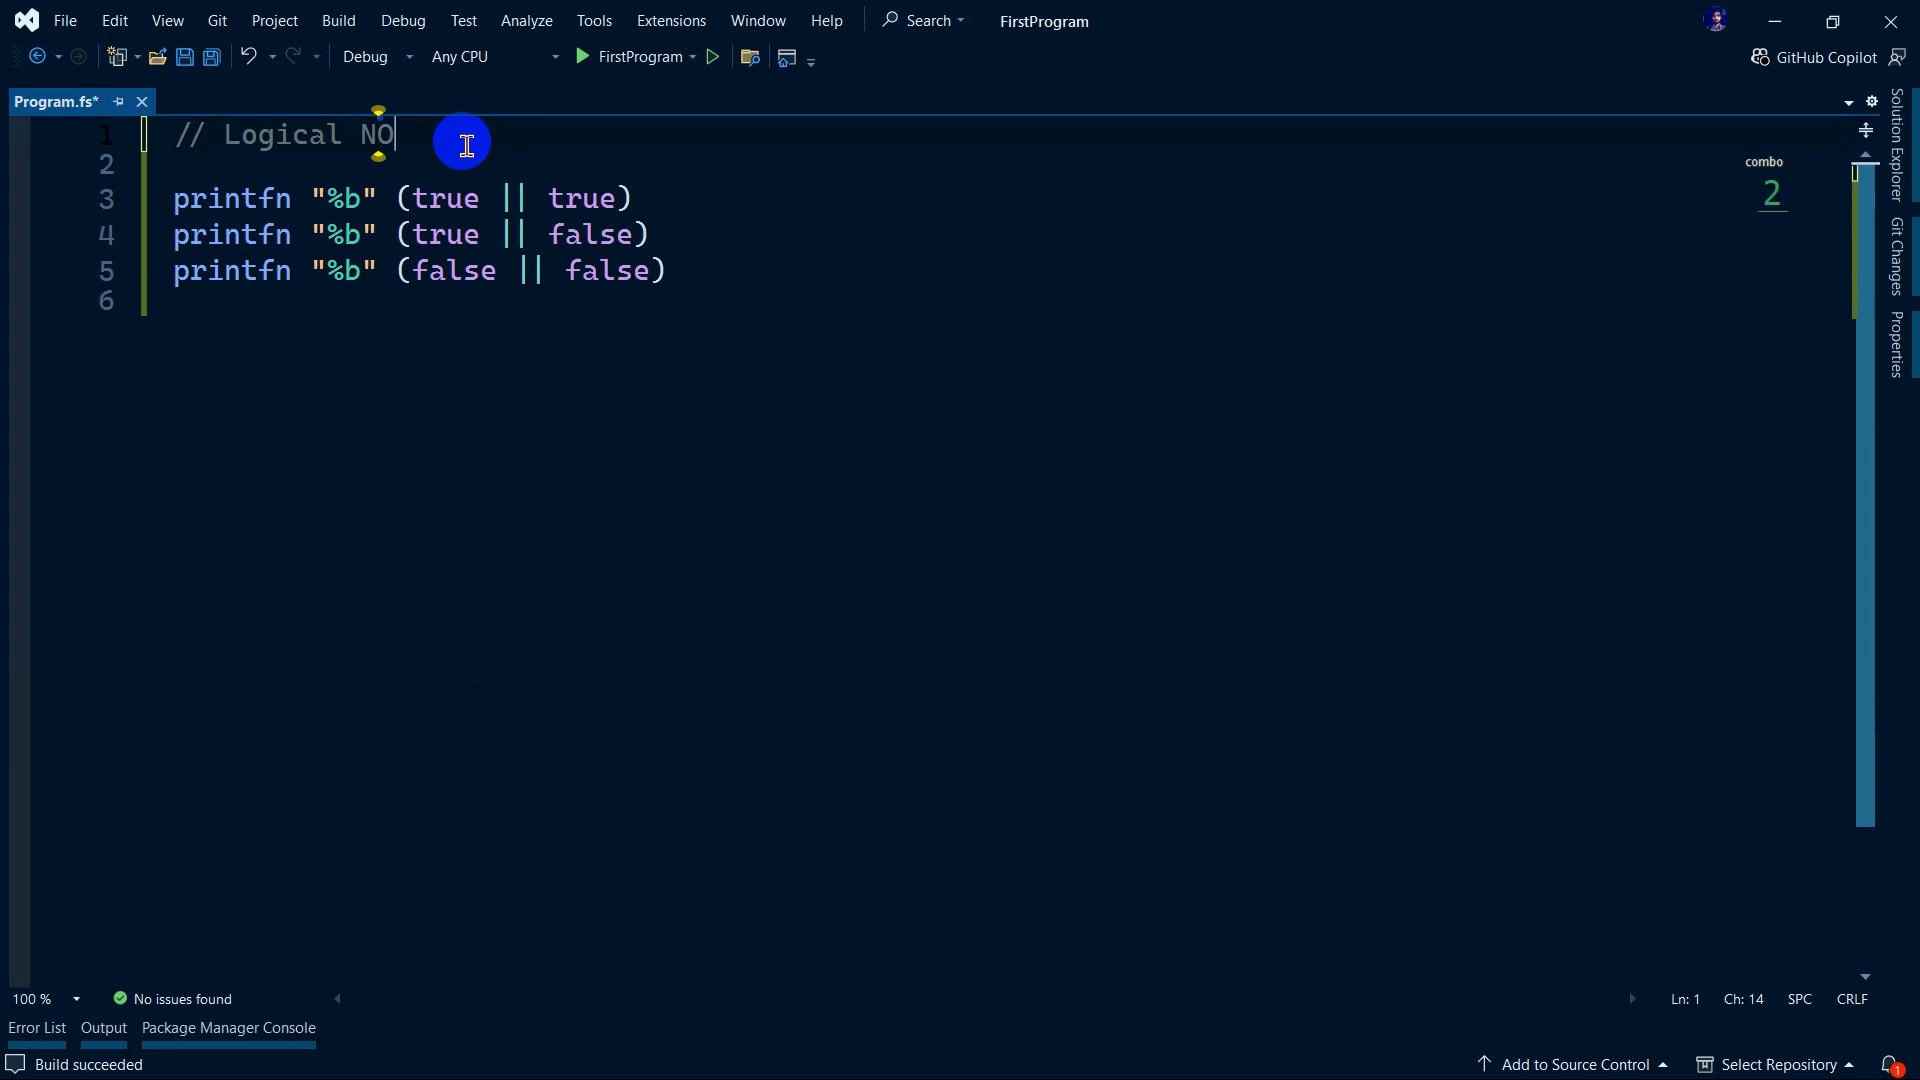 File Edit View Git Project Build Debug Test Analyze Tools Extensions Window Help Search FirstProgram
Debug Any CPU FirstProgram GitHub Copilot
Program.fs*
1 // Logical NO
2
3 printfn "%b" (true || true)
4 printfn "%b" (true || false)
5 printfn "%b" (false || false)
6
combo
2
Solution Explorer
Git Changes
Properties
100 % No issues found Ln: 1 Ch: 14 SPC CRLF
Error List Output Package Manager Console
Build succeeded Add to Source Control Select Repository 1